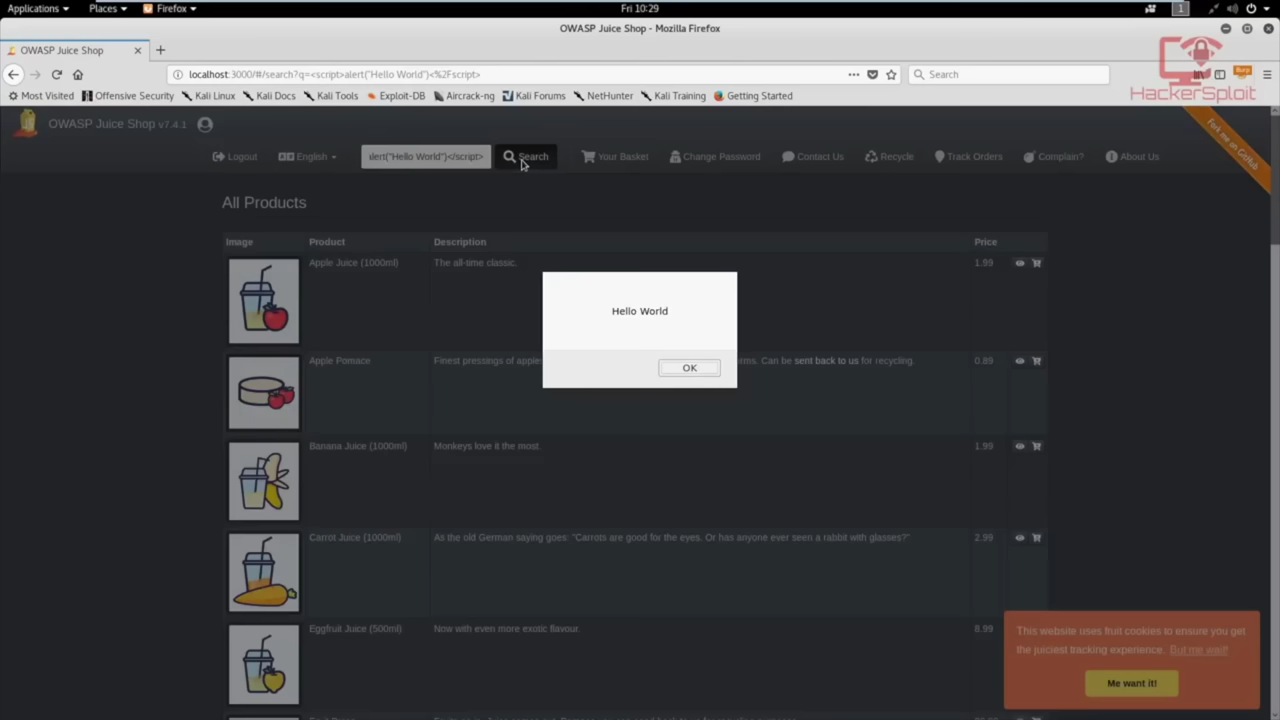 Applications Places Firefox Fri 10:29 1
OWASP Juice Shop - Mozilla Firefox
OWASP Juice Shop
localhost:3000/#/search?q=<script>alert("Hello World")<%2Fscript> Search
Most Visited Offensive Security Kali Linux Kali Docs Kali Tools Exploit-DB Aircrack-ng Kali Forums NetHunter Kali Training Getting Started
HackerSploit
OWASP Juice Shop v7.4.1
Fork me on GitHub
Logout English lert("Hello World")</script> Search Your Basket Change Password Contact Us Recycle Track Orders Complain? About Us
All Products
Image Product Description Price
Apple Juice (1000ml) The all-time classic. 1.99
Hello World
OK
Apple Pomace Finest pressings of apples Can be sent back to us for recycling. 0.89
Banana Juice (1000ml) Monkeys love it the most. 1.99
Carrot Juice (1000ml) As the old German saying goes: "Carrots are good for the eyes. Or has anyone ever seen a rabbit with glasses?" 2.99
Eggfruit Juice (500ml) Now with even more exotic flavour. 8.99
This website uses fruit cookies to ensure you get
the juiciest tracking experience. But me wait!
Me want it!